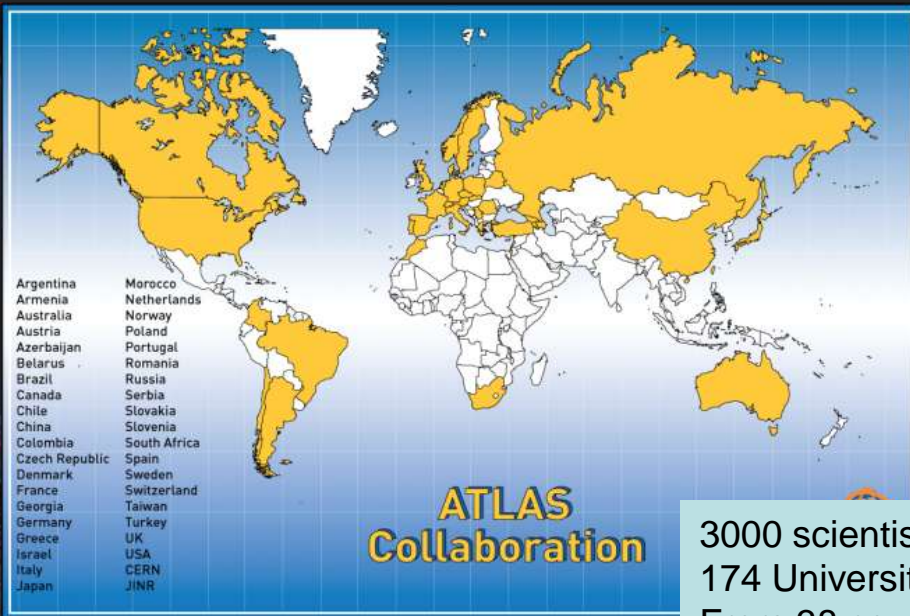 Argentina
Armenia
Australia
Austria
Azerbaijan
Belarus
Brazil
Canada
Chile
China
Colombia
Czech Republic
Denmark
France
Georgia
Germany
Greece
Israel
Italy
Japan
Morocco
Netherlands
Norway
Poland
Portugal
Romania
Russia
Serbia
Slovakia
Slovenia
South Africa
Spain
Sweden
Switzerland
Taiwan
Turkey
UK
USA
CERN
JINR
ATLAS
Collaboration
3000
174